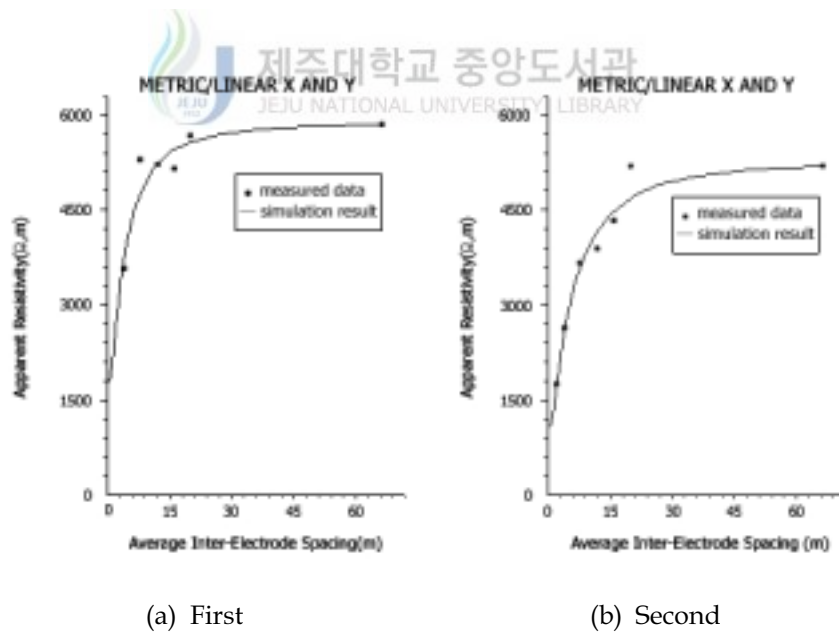 제주대학교 중앙도서관
JEJU NATIONAL UNIVERSITY LIBRARY
JEJU
1952
METRIC/LINEAR X AND Y
6000
4500
3000
1500
0
0 15 30 45 60
Apparent Resistivity(Ω,m)
Average Inter-Electrode Spacing(m)
measured data
simulation result
(a) First
METRIC/LINEAR X AND Y
6000
4500
3000
1500
0
0 15 30 45 60
Apparent Resistivity(Ω,m)
Average Inter-Electrode Spacing (m)
measured data
simulation result
(b) Second